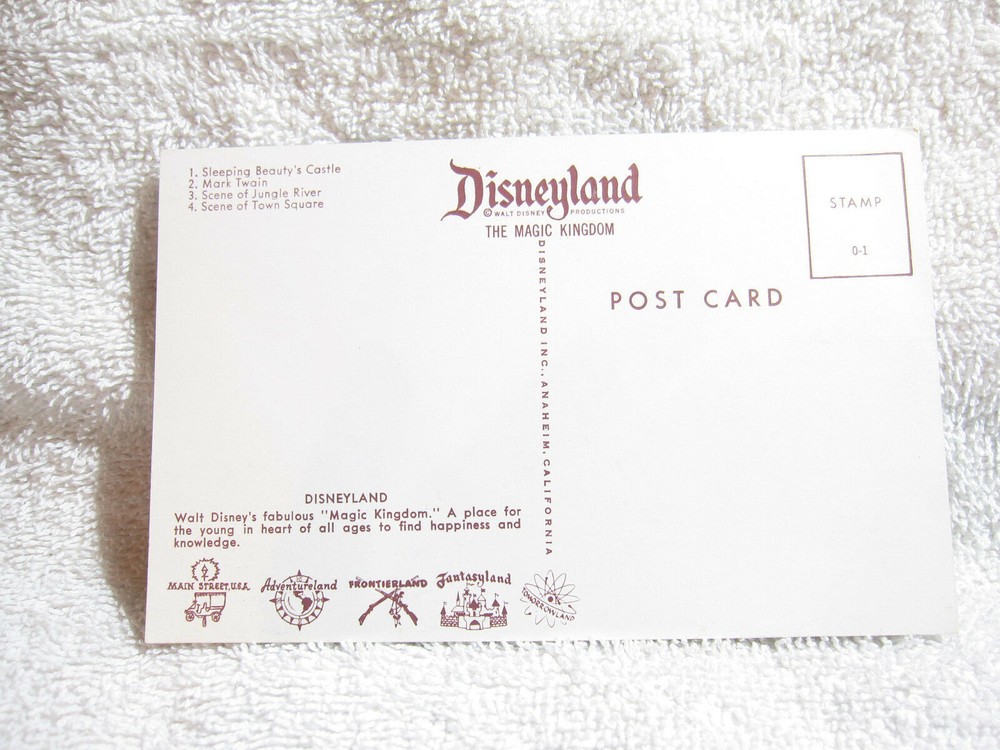 1. Sleeping Beauty's Castle
2. Mark Twain
3. Scene of Jungle River
4. Scene of Town Square
Disneyland
© WALT DISNEY PRODUCTIONS
THE MAGIC KINGDOM
STAMP
0-1
POST CARD
DISNEYLAND INC., ANAHEIM, CALIFORNIA
DISNEYLAND
Walt Disney's fabulous "Magic Kingdom." A place for
the young in heart of all ages to find happiness and
knowledge.
MAIN STREET, U.S.A.
Adventureland
FRONTIERLAND
Fantasyland
TOMORROWLAND